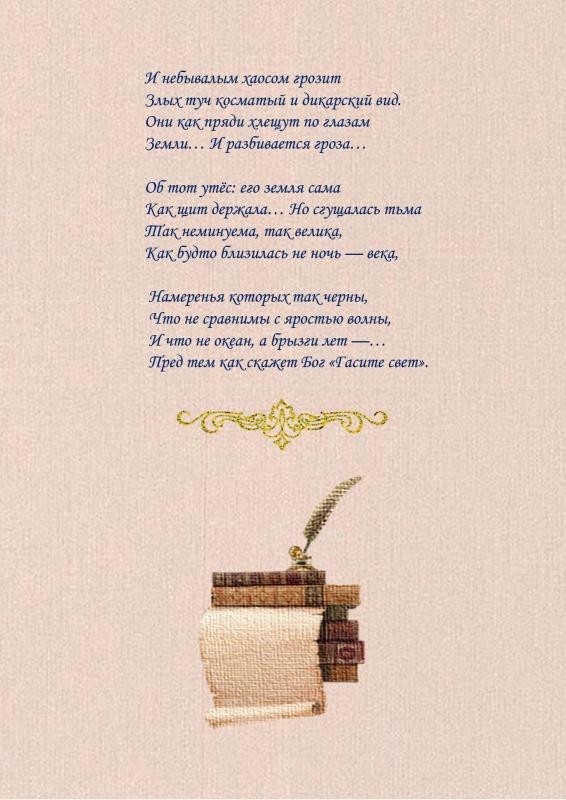 И небывалым хаосом грозит
Злых туч косматый и дикарский вид.
Они как пряди хлещут по глазам
Земли… И разбивается гроза…
Об тот утёс: его земля сама
Как щит держала… Но сгущалась тьма
Так неминуема, так велика,
Как будто близилась не ночь — века,
Намеренья которых так черны,
Что не сравнимы с яростью волны,
И что не океан, а брызги лет —…
Пред тем как скажет Бог «Гасите свет».